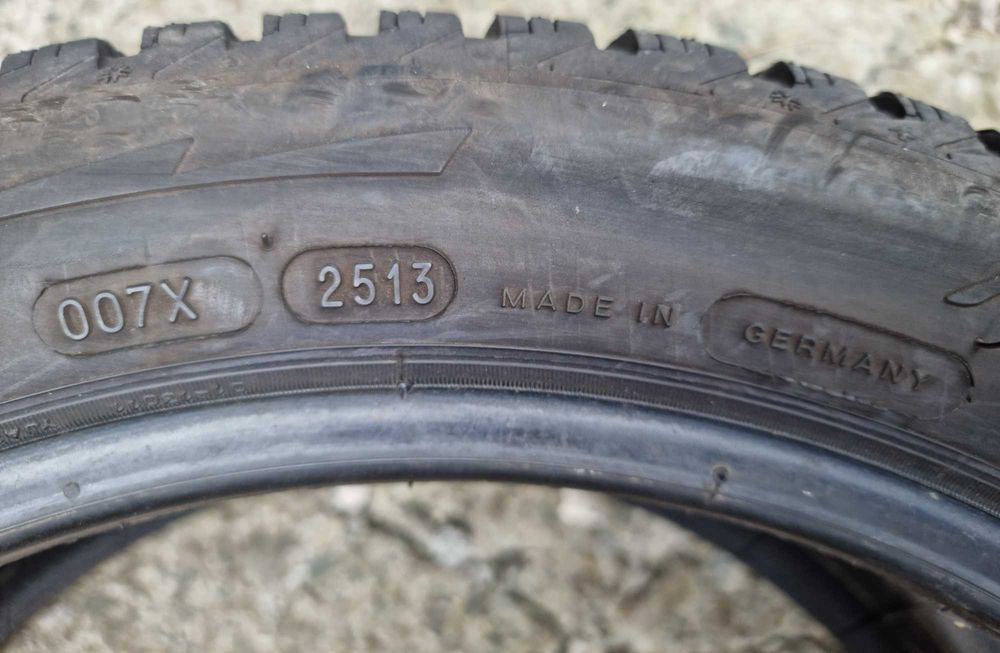 007X 2513 MADE IN GERMANY